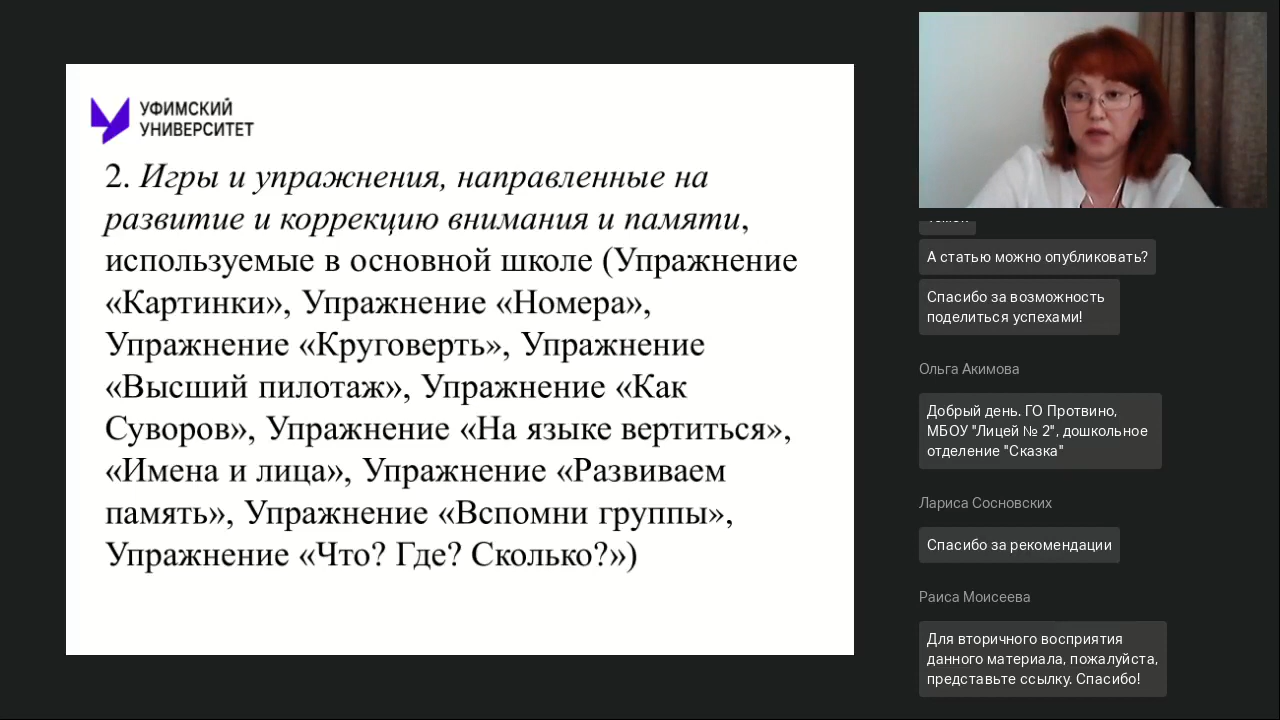 УФИМСКИЙ
УНИВЕРСИТЕТ
2. Игры и упражнения, направленные на
развитие и коррекцию внимания и памяти,
используемые в основной школе (Упражнение
«Картинки», Упражнение «Номера»,
Упражнение «Круговерть», Упражнение
«Высший пилотаж», Упражнение «Как
Суворов», Упражнение «На языке вертиться»,
«Имена и лица», Упражнение «Развиваем
память», Упражнение «Вспомни группы»,
Упражнение «Что? Где? Сколько?»)
А статью можно опубликовать?
Спасибо за возможность
поделиться успехами!
Ольга Акимова
Добрый день. ГО Протвино,
МБОУ "Лицей № 2", дошкольное
отделение "Сказка"
Лариса Сосновских
Спасибо за рекомендации
Раиса Моисеева
Для вторичного восприятия
данного материала, пожалуйста,
представьте ссылку. Спасибо!